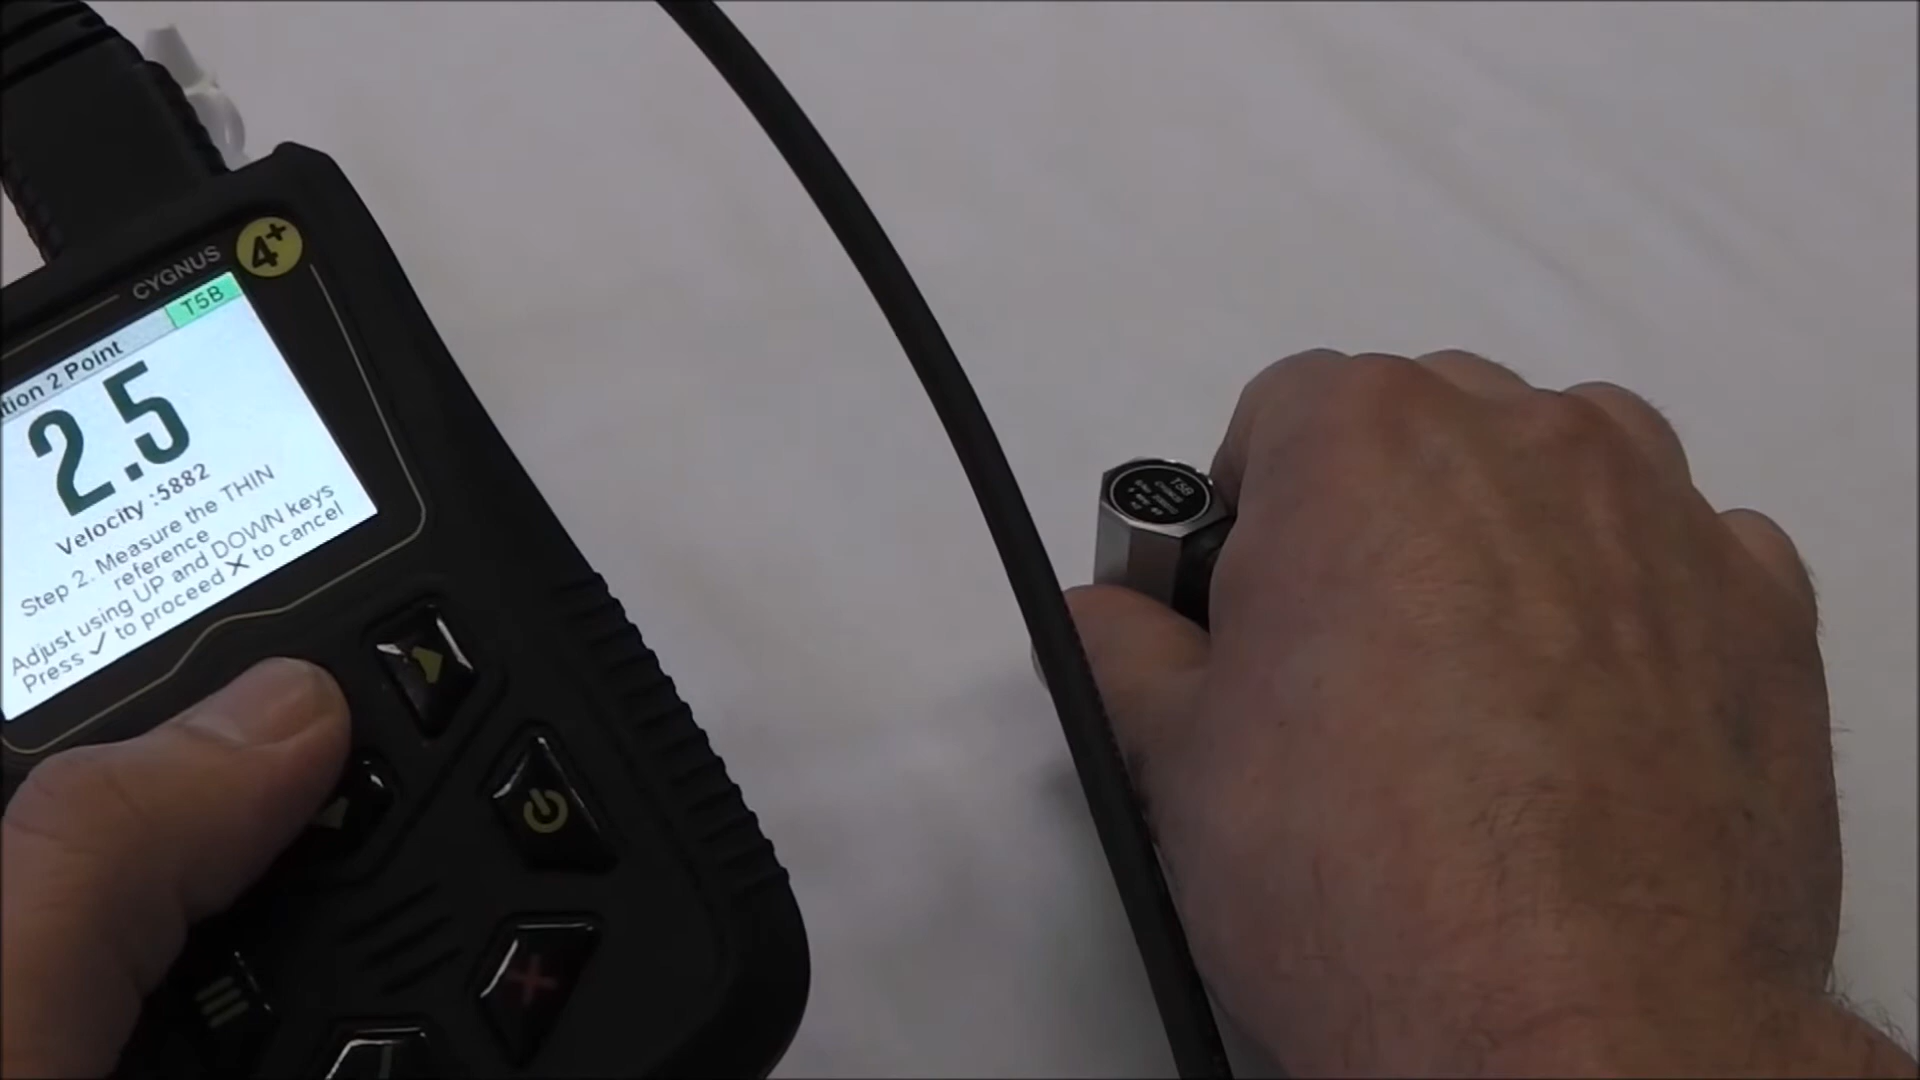 CYGNUS 4+
T5B
tion 2 Point
2.5
Velocity :5882
Step 2. Measure the THIN
reference
Adjust using UP and DOWN keys
Press ✓ to proceed ✕ to cancel
T5B
CYGNUS